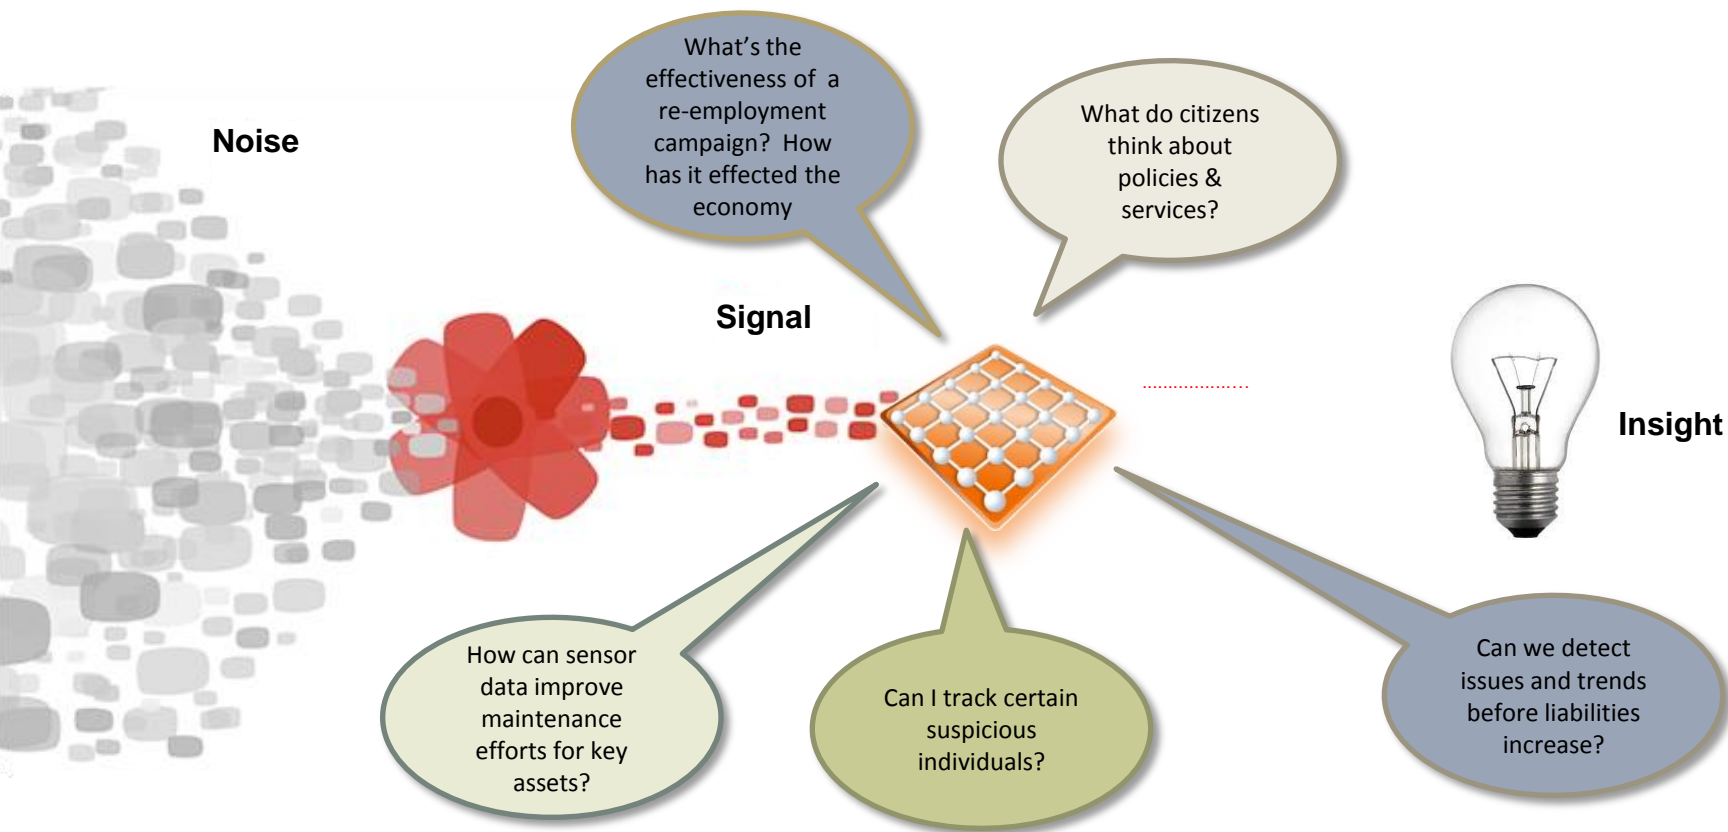 What’s the
effectiveness of  a
re-employment
campaign?  How
has it effected the
economy
What do citizens
think about
policies &
services?
Noise
Signal
...................
Insight
How can sensor
data improve
maintenance
efforts for key
assets?
Can I track certain
suspicious
individuals?
Can we detect
issues and trends
before liabilities
increase?